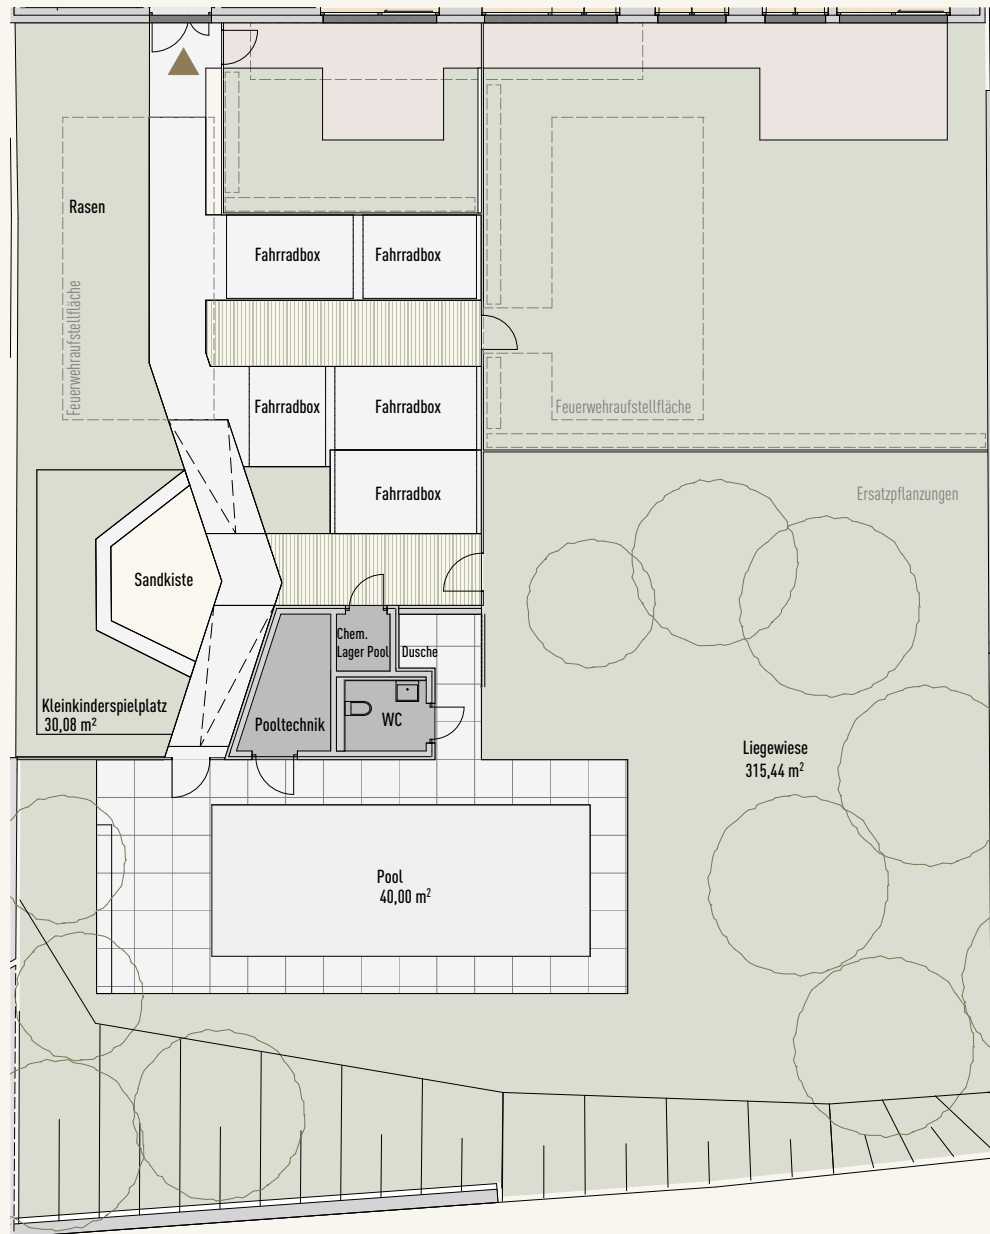 Rasen
Fahrradbox
Fahrradbox
Feuerwehraufstellfläche
Fahrradbox
Fahrradbox
Feuerwehraufstellfläche
Fahrradbox
Ersatzpflanzungen
Sandkiste
Chem.
Lager Pool
Dusche
Kleinkinderspielplatz
30,08 m²
Pooltechnik
WC
Liegewiese
315,44 m²
Pool
40,00 m²